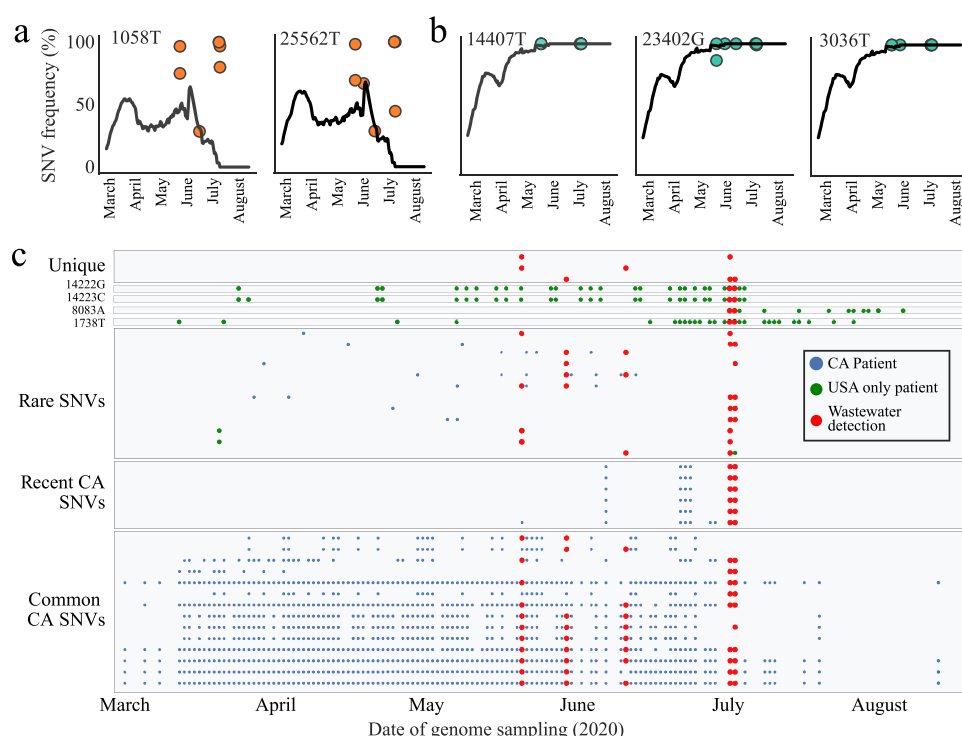 a
b
1058T
25562T
14407T
23402G
3036T
SNV frequency (%)
100
50
0
March
April
May
June
July
August
March
April
May
June
July
August
March
April
May
June
July
August
March
April
May
June
July
August
March
April
May
June
July
August
c
Unique
14222G
14223C
8083A
1738T
Rare SNVs
Recent CA
SNVs
Common
CA SNVs
CA Patient
USA only patient
Wastewater
detection
March
April
May
June
July
August
Date of genome sampling (2020)